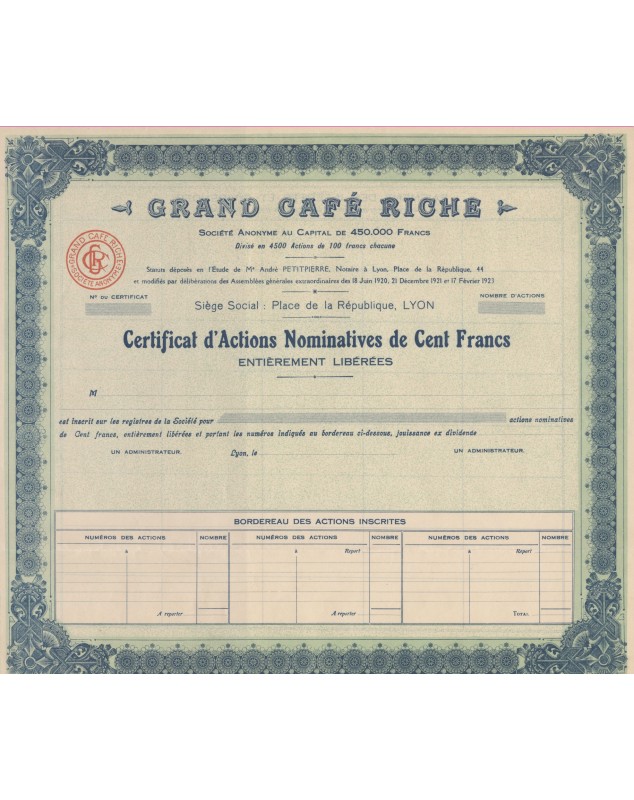 GRAND CAFÉ RICHE
SOCIÉTÉ ANONYME AU CAPITAL DE 450.000 FRANCS
Divisé en 4500 Actions de 100 francs chacune
GRAND CAFÉ RICHE
SOCIÉTÉ ANONYME
GCR
Statuts déposés en l'Étude de Me André PETITPIERRE, Notaire à Lyon, Place de la République, 44
et modifiés par délibérations des Assemblées générales extraordinaires des 18 Juin 1920, 21 Décembre 1921 et 17 Février 1923
N° DU CERTIFICAT
NOMBRE D'ACTIONS
Siège Social : Place de la République, LYON
Certificat d'Actions Nominatives de Cent Francs
ENTIÈREMENT LIBÉRÉES
M
est inscrit sur les registres de la Société pour actions nominatives
de Cent francs, entièrement libérées et portant les numéros indiqués au bordereau ci-dessous, jouissance ex dividende
UN ADMINISTRATEUR. Lyon, le UN ADMINISTRATEUR.
BORDEREAU DES ACTIONS INSCRITES
NUMÉROS DES ACTIONS NOMBRE NUMÉROS DES ACTIONS NOMBRE NUMÉROS DES ACTIONS NOMBRE
à à Report à Report
A reporter A reporter TOTAL